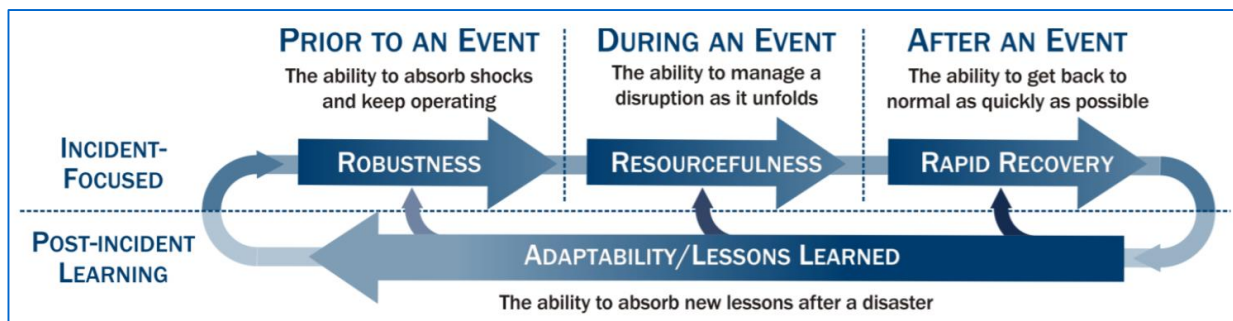 PRIOR TO AN EVENT
The ability to absorb shocks
and keep operating
DURING AN EVENT
The ability to manage a
disruption as it unfolds
AFTER AN EVENT
The ability to get back to
normal as quickly as possible
INCIDENT-
FOCUSED
ROBUSTNESS
RESOURCEFULNESS
RAPID RECOVERY
POST-INCIDENT
LEARNING
ADAPTABILITY/LESSONS LEARNED
The ability to absorb new lessons after a disaster